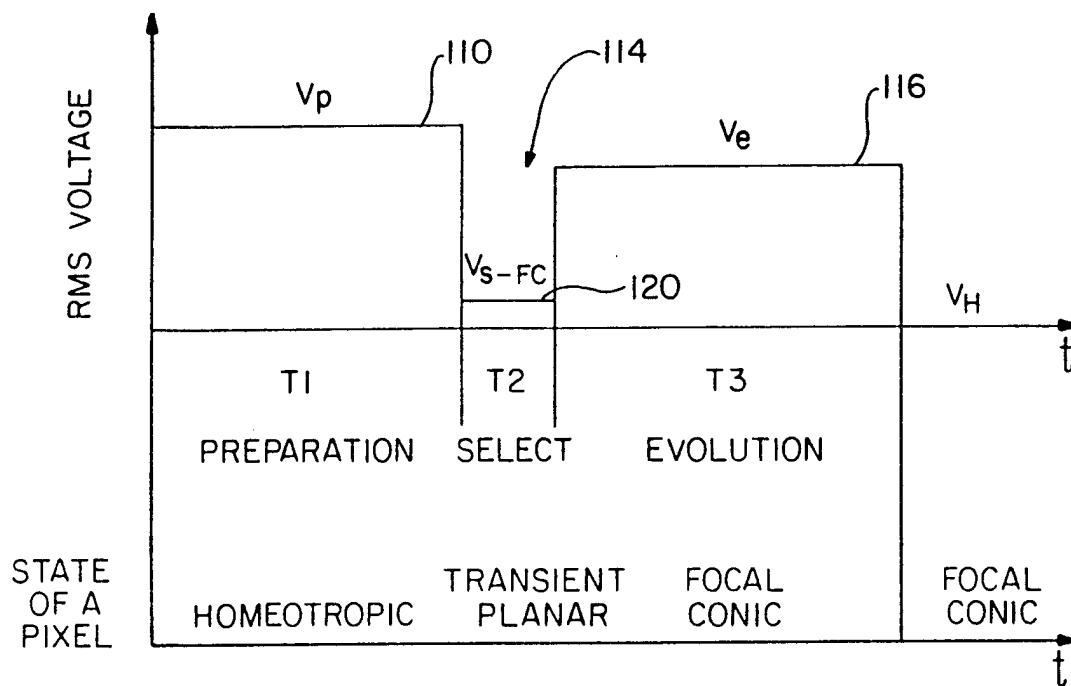 110
114
Vp
116
Ve
RMS VOLTAGE
Vs-FC
120
VH
t
T1
T2
T3
PREPARATION
SELECT
EVOLUTION
STATE
OF A
PIXEL
HOMEOTROPIC
TRANSIENT
PLANAR
FOCAL
CONIC
FOCAL
CONIC
t